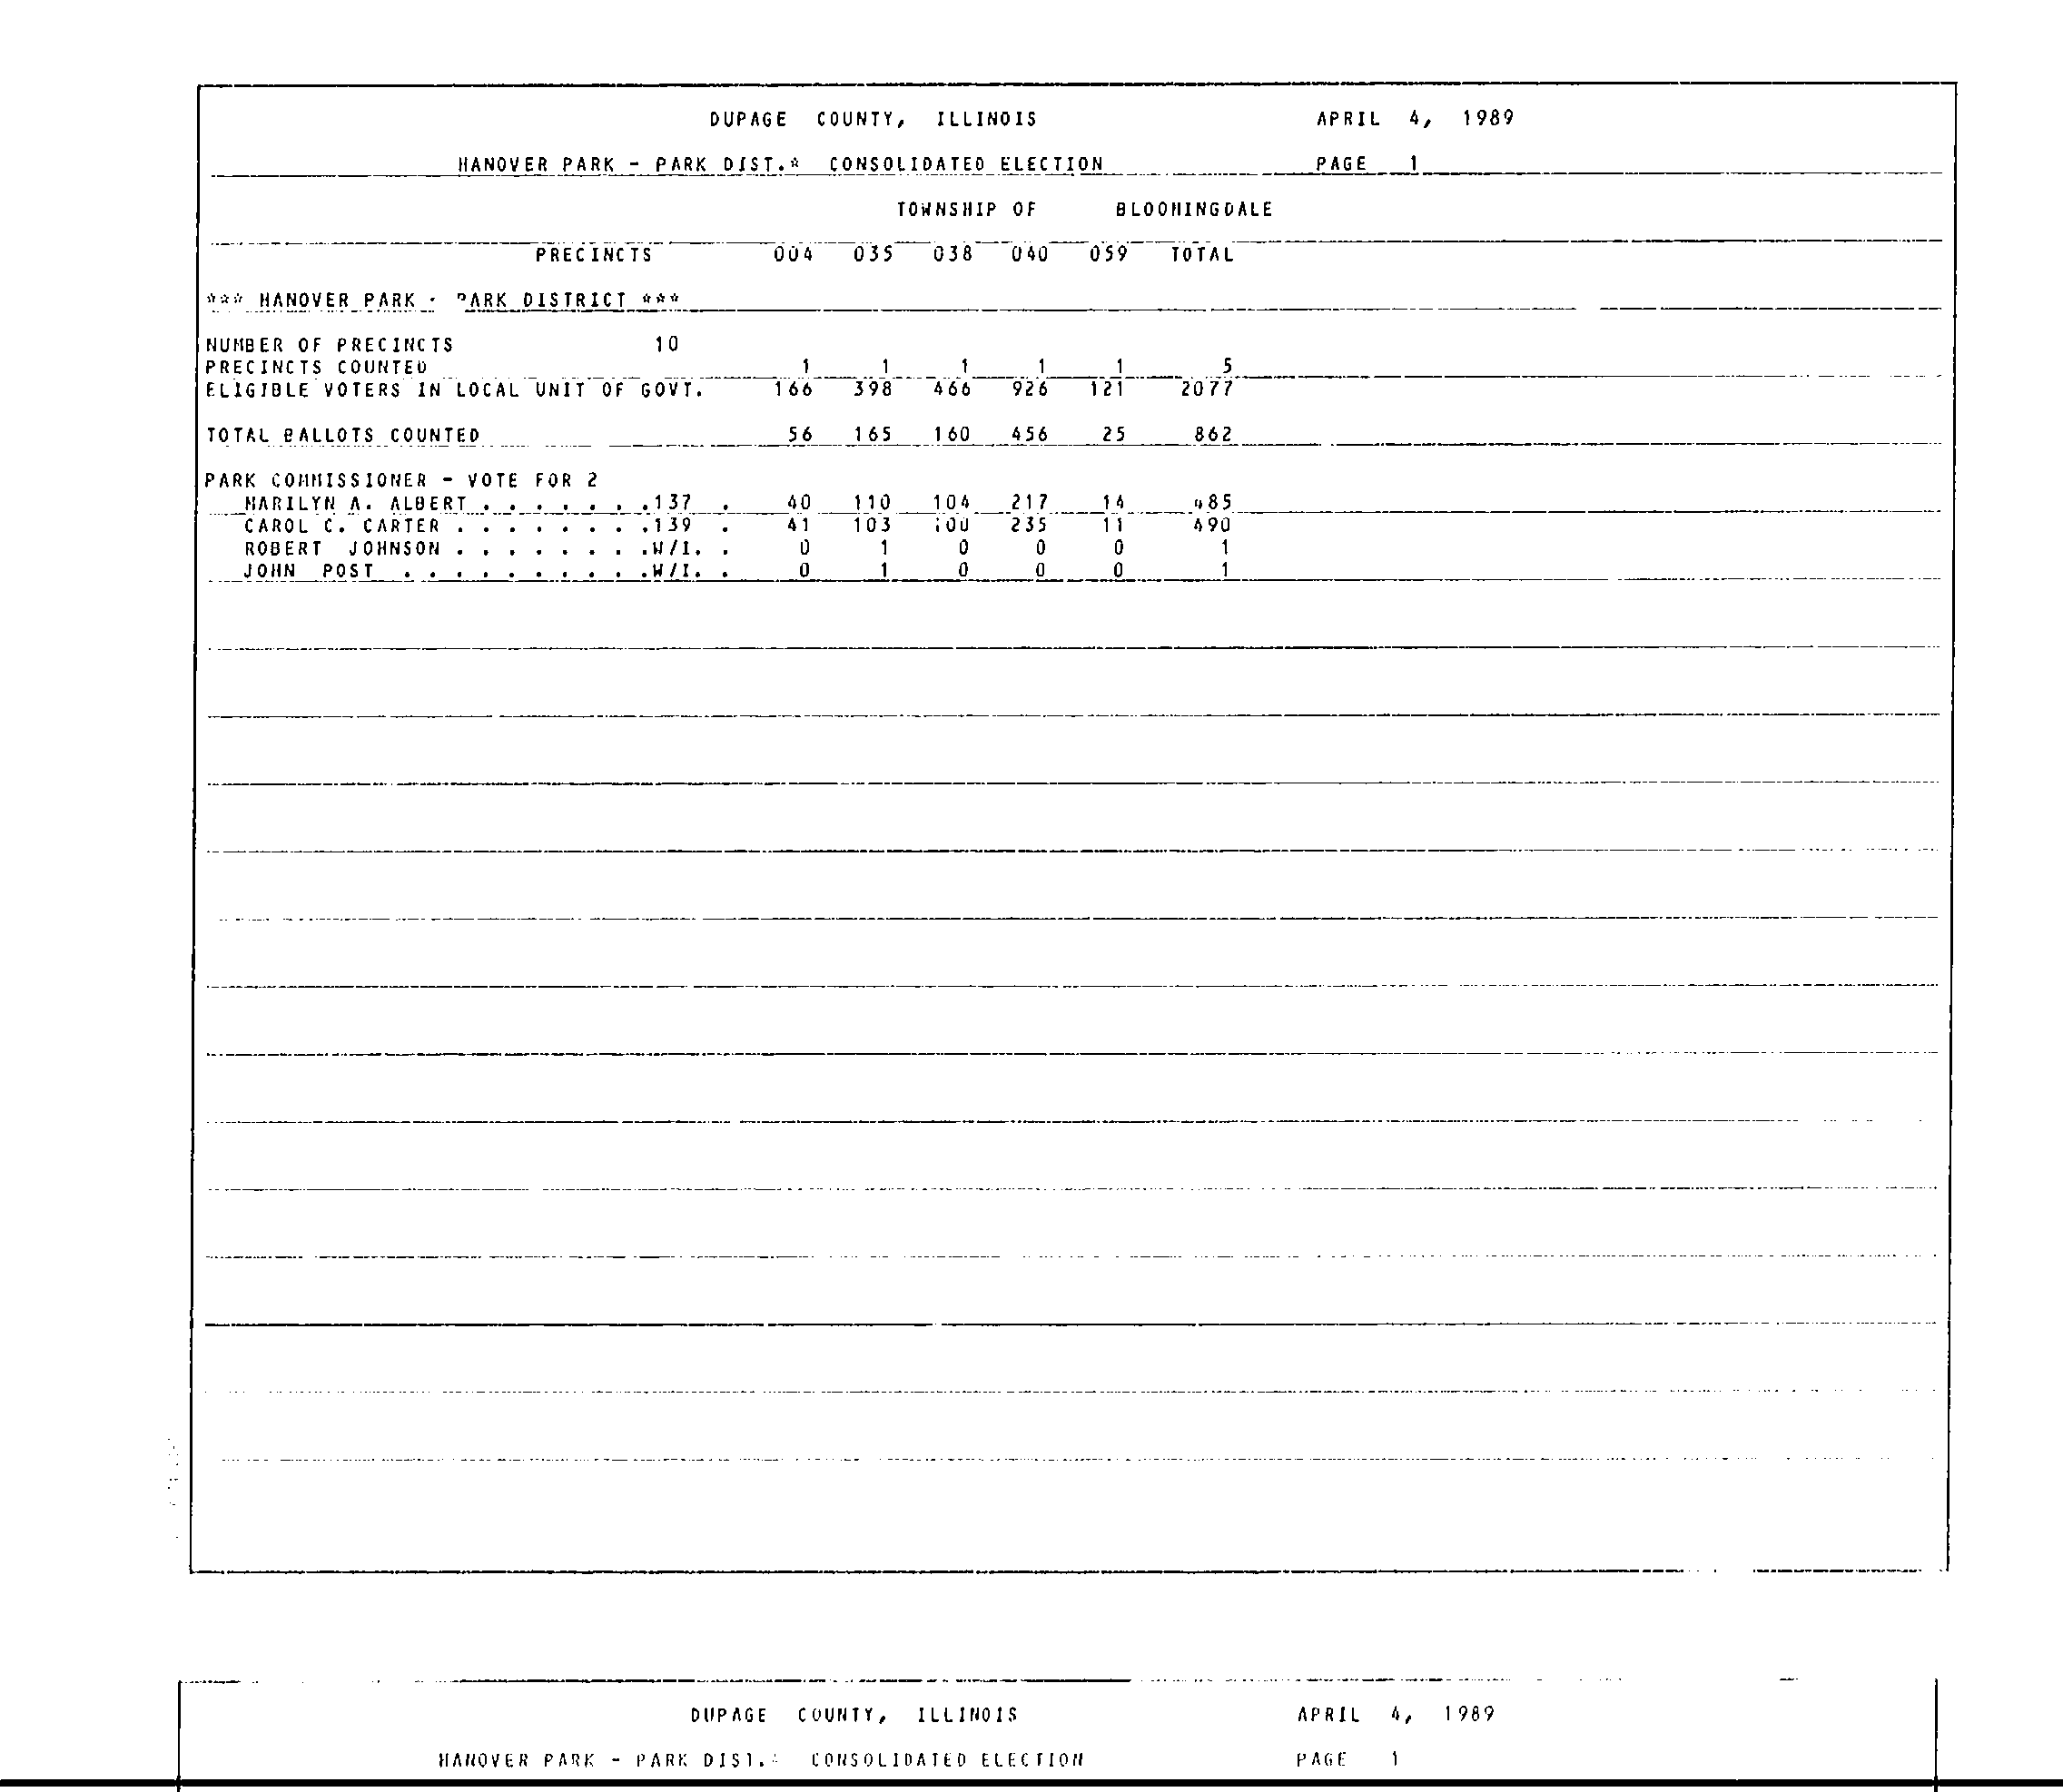 DUPAGE COUNTY, ILLINOIS APRIL 4, 1989
HANOVER PARK - PARK DIST.* CONSOLIDATED ELECTION PAGE 1
TOWNSHIP OF BLOOMINGDALE
PRECINCTS 004 035 038 040 059 TOTAL
*** HANOVER PARK - PARK DISTRICT ***
NUMBER OF PRECINCTS 10
PRECINCTS COUNTED 1 1 1 1 1 5
ELIGIBLE VOTERS IN LOCAL UNIT OF GOVT. 166 398 466 926 121 2077
TOTAL BALLOTS COUNTED 56 165 160 456 25 862
PARK COMMISSIONER - VOTE FOR 2
MARILYN A. ALBERT . . . . . . .137 . 40 110 104 217 14 485
CAROL C. CARTER . . . . . . . .139 . 41 103 100 235 11 490
ROBERT JOHNSON . . . . . . . .W/I. . 0 1 0 0 0 1
JOHN POST . . . . . . . . . .W/I. . 0 1 0 0 0 1
DUPAGE COUNTY, ILLINOIS APRIL 4, 1989
HANOVER PARK - PARK DIST.* CONSOLIDATED ELECTION PAGE 1